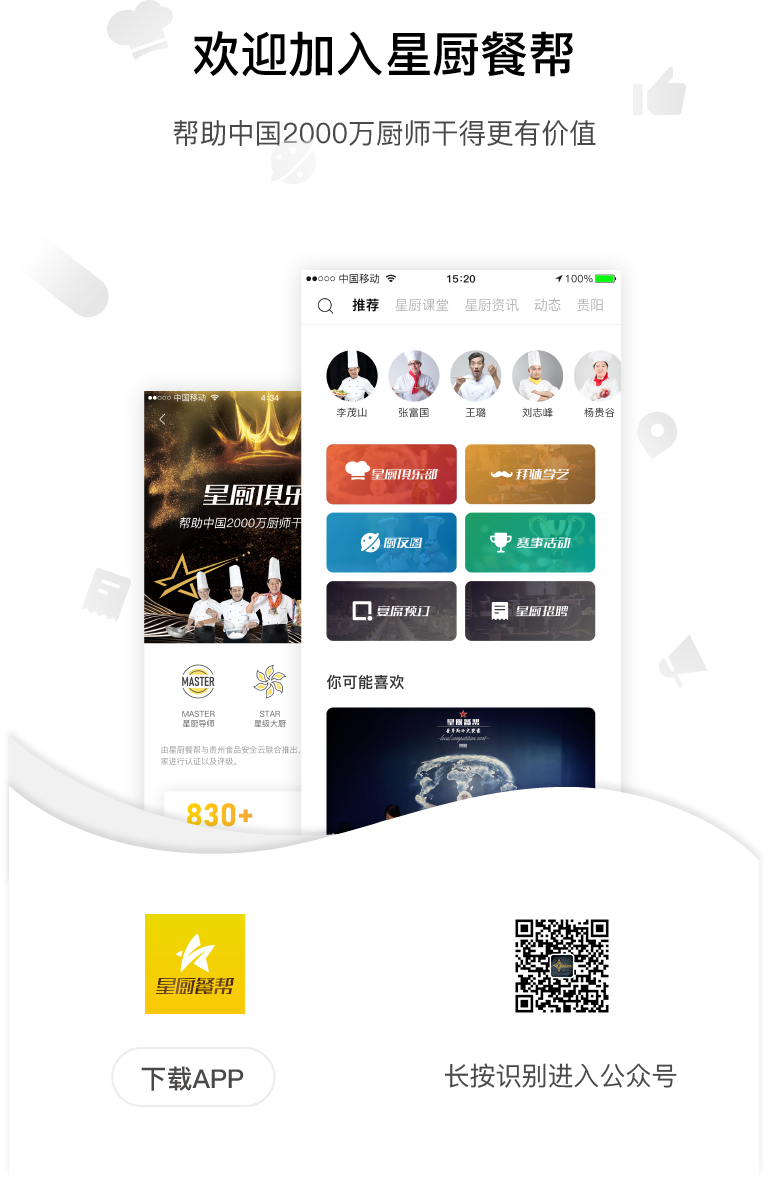 欢迎加入星厨餐帮
帮助中国2000万厨师干得更有价值
中国移动
15:20
100%
推荐 星厨课堂 星厨资讯 动态 贵阳
李茂山 张富国 王璐 刘志峰 杨贵谷
星厨俱乐部 拜师学艺
厨友圈 赛事活动
宴席预订 星厨招聘
你可能喜欢
星厨餐帮
中国移动
4:34
星厨俱乐
帮助中国2000万厨师干
MASTER
MASTER
星厨导师
STAR
星级大厨
由星厨餐帮与贵州食品安全云联合推出,
家进行认证以及评级。
830+
星厨餐帮
下载APP
长按识别进入公众号